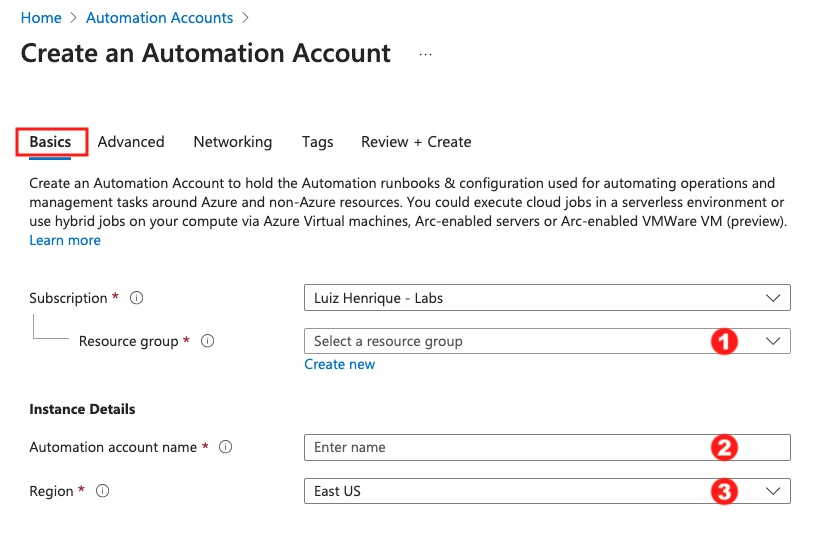 Home > Automation Accounts >
Create an Automation Account ...
Basics Advanced Networking Tags Review + Create
Create an Automation Account to hold the Automation runbooks & configuration used for automating operations and
management tasks around Azure and non-Azure resources. You could execute cloud jobs in a serverless environment or
use hybrid jobs on your compute via Azure Virtual machines, Arc-enabled servers or Arc-enabled VMWare VM (preview).
Learn more
Subscription * Luiz Henrique - Labs
Resource group * Select a resource group 1
Create new
Instance Details
Automation account name * Enter name 2
Region * East US 3